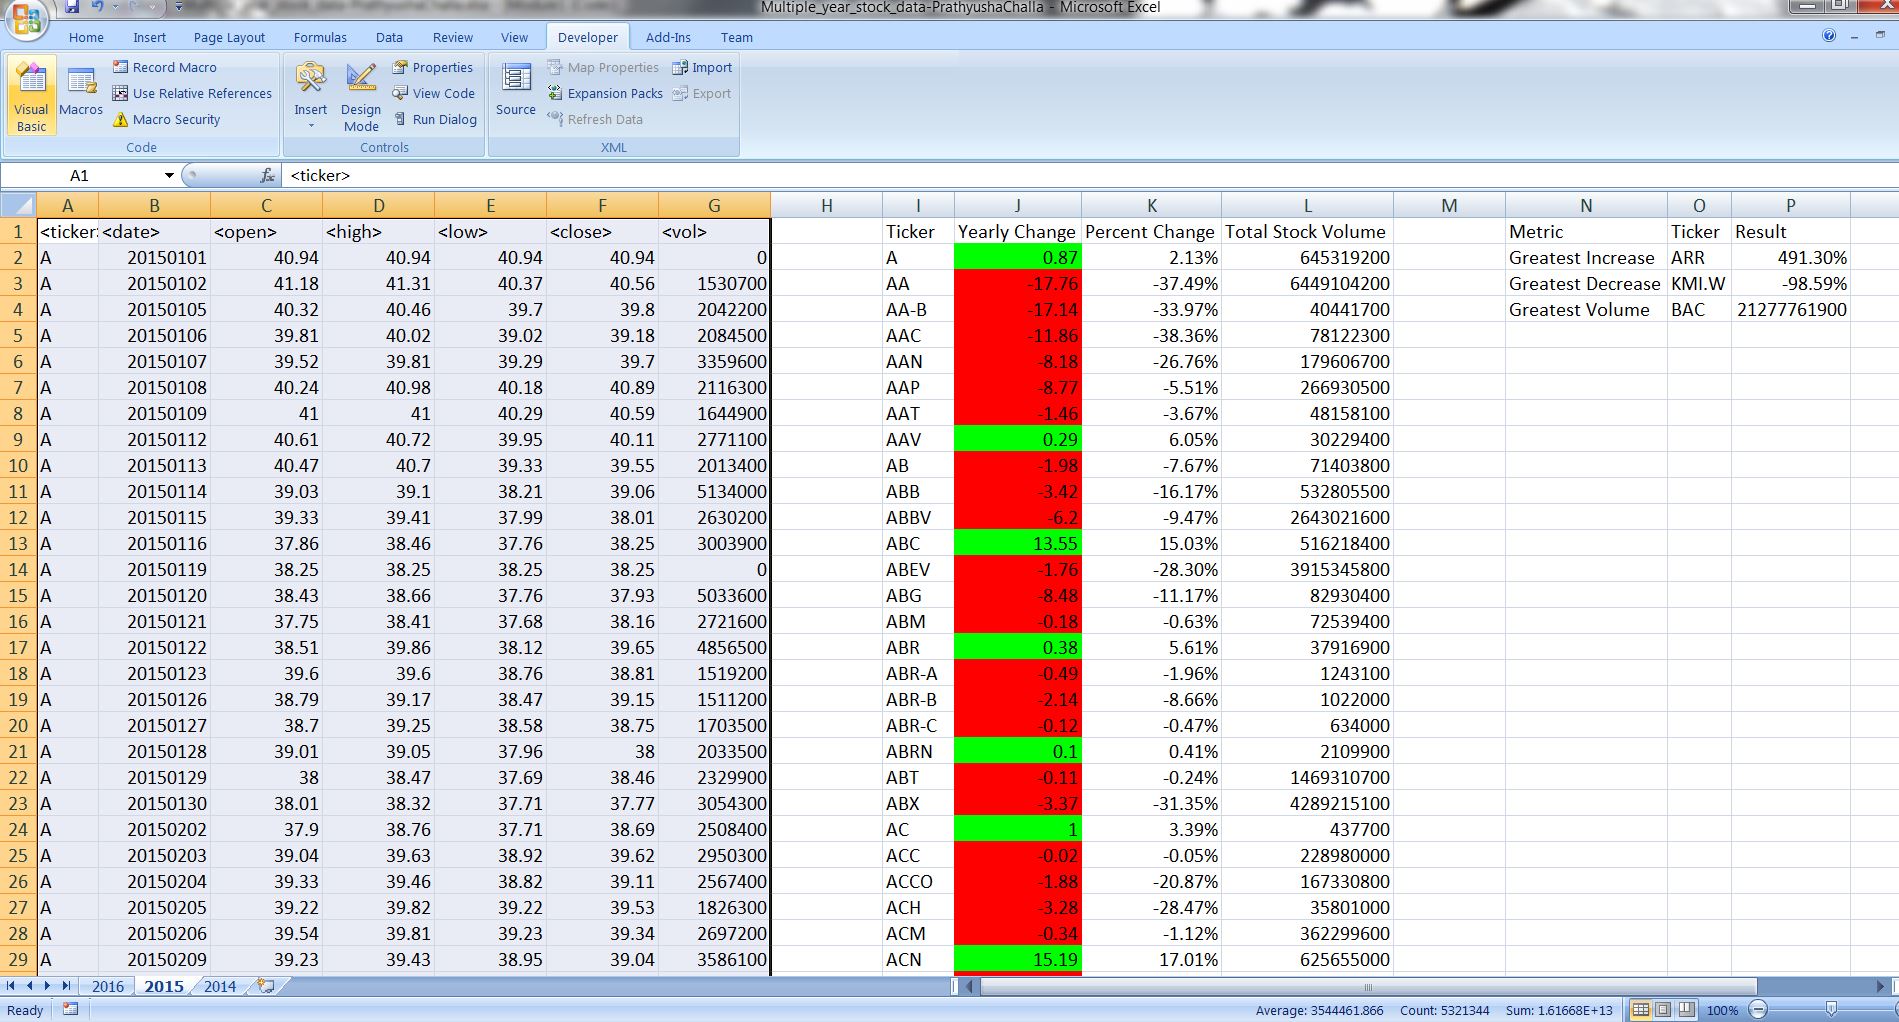 Multiple_year_stock_data-PrathyushaChalla - Microsoft Excel
Home Insert Page Layout Formulas Data Review View Developer Add-Ins Team
Visual Basic
Macros
Record Macro
Use Relative References
Macro Security
Code
Insert
Design Mode
Properties
View Code
Run Dialog
Controls
Source
Map Properties
Expansion Packs
Refresh Data
Import
Export
XML
A1 fx <ticker>
A B C D E F G H I J K L M N O P
1 <ticker> <date> <open> <high> <low> <close> <vol> Ticker Yearly Change Percent Change Total Stock Volume Metric Ticker Result
2 A 20150101 40.94 40.94 40.94 40.94 0 A 0.87 2.13% 645319200 Greatest Increase ARR 491.30%
3 A 20150102 41.18 41.31 40.37 40.56 1530700 AA -17.76 -37.49% 6449104200 Greatest Decrease KMI.W -98.59%
4 A 20150105 40.32 40.46 39.7 39.8 2042200 AA-B -17.14 -33.97% 40441700 Greatest Volume BAC 21277761900
5 A 20150106 39.81 40.02 39.02 39.18 2084500 AAC -11.86 -38.36% 78122300
6 A 20150107 39.52 39.81 39.29 39.7 3359600 AAN -8.18 -26.76% 179606700
7 A 20150108 40.24 40.98 40.18 40.89 2116300 AAP -8.77 -5.51% 266930500
8 A 20150109 41 41 40.29 40.59 1644900 AAT -1.46 -3.67% 48158100
9 A 20150112 40.61 40.72 39.95 40.11 2771100 AAV 0.29 6.05% 30229400
10 A 20150113 40.47 40.7 39.33 39.55 2013400 AB -1.98 -7.67% 71403800
11 A 20150114 39.03 39.1 38.21 39.06 5134000 ABB -3.42 -16.17% 532805500
12 A 20150115 39.33 39.41 37.99 38.01 2630200 ABBV -6.2 -9.47% 2643021600
13 A 20150116 37.86 38.46 37.76 38.25 3003900 ABC 13.55 15.03% 516218400
14 A 20150119 38.25 38.25 38.25 38.25 0 ABEV -1.76 -28.30% 3915345800
15 A 20150120 38.43 38.66 37.76 37.93 5033600 ABG -8.48 -11.17% 82930400
16 A 20150121 37.75 38.41 37.68 38.16 2721600 ABM -0.18 -0.63% 72539400
17 A 20150122 38.51 39.86 38.12 39.65 4856500 ABR 0.38 5.61% 37916900
18 A 20150123 39.6 39.6 38.76 38.81 1519200 ABR-A -0.49 -1.96% 1243100
19 A 20150126 38.79 39.17 38.47 39.15 1511200 ABR-B -2.14 -8.66% 1022000
20 A 20150127 38.7 39.25 38.58 38.75 1703500 ABR-C -0.12 -0.47% 634000
21 A 20150128 39.01 39.05 37.96 38 2033500 ABRN 0.1 0.41% 2109900
22 A 20150129 38 38.47 37.69 38.46 2329900 ABT -0.11 -0.24% 1469310700
23 A 20150130 38.01 38.32 37.71 37.77 3054300 ABX -3.37 -31.35% 4289215100
24 A 20150202 37.9 38.76 37.71 38.69 2508400 AC 1 3.39% 437700
25 A 20150203 39.04 39.63 38.92 39.62 2950300 ACC -0.02 -0.05% 228980000
26 A 20150204 39.33 39.46 38.82 39.11 2567400 ACCO -1.88 -20.87% 167330800
27 A 20150205 39.22 39.82 39.22 39.53 1826300 ACH -3.28 -28.47% 35801000
28 A 20150206 39.54 39.81 39.23 39.34 2697200 ACM -0.34 -1.12% 362299600
29 A 20150209 39.23 39.43 38.95 39.04 3586100 ACN 15.19 17.01% 625655000
2016 2015 2014
Ready Average: 3544461.866 Count: 5321344 Sum: 1.61668E+13 100%